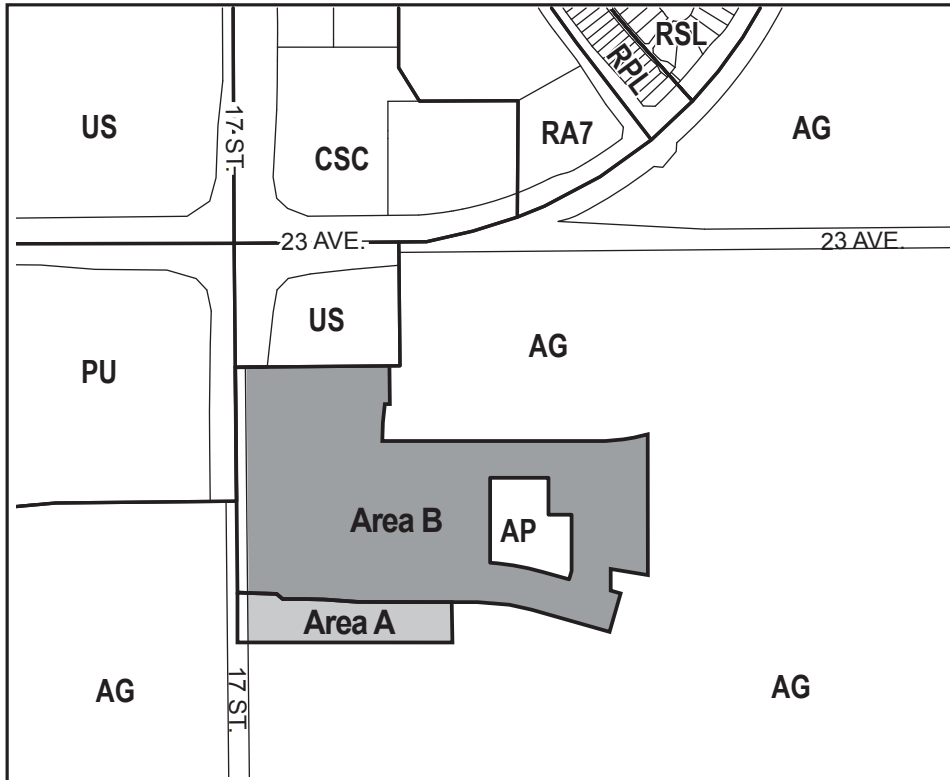 RSL
RPL
US
17 ST.
CSC
RA7
AG
23 AVE.
23 AVE.
US
AG
PU
Area B
AP
Area A
AG
17 ST.
AG